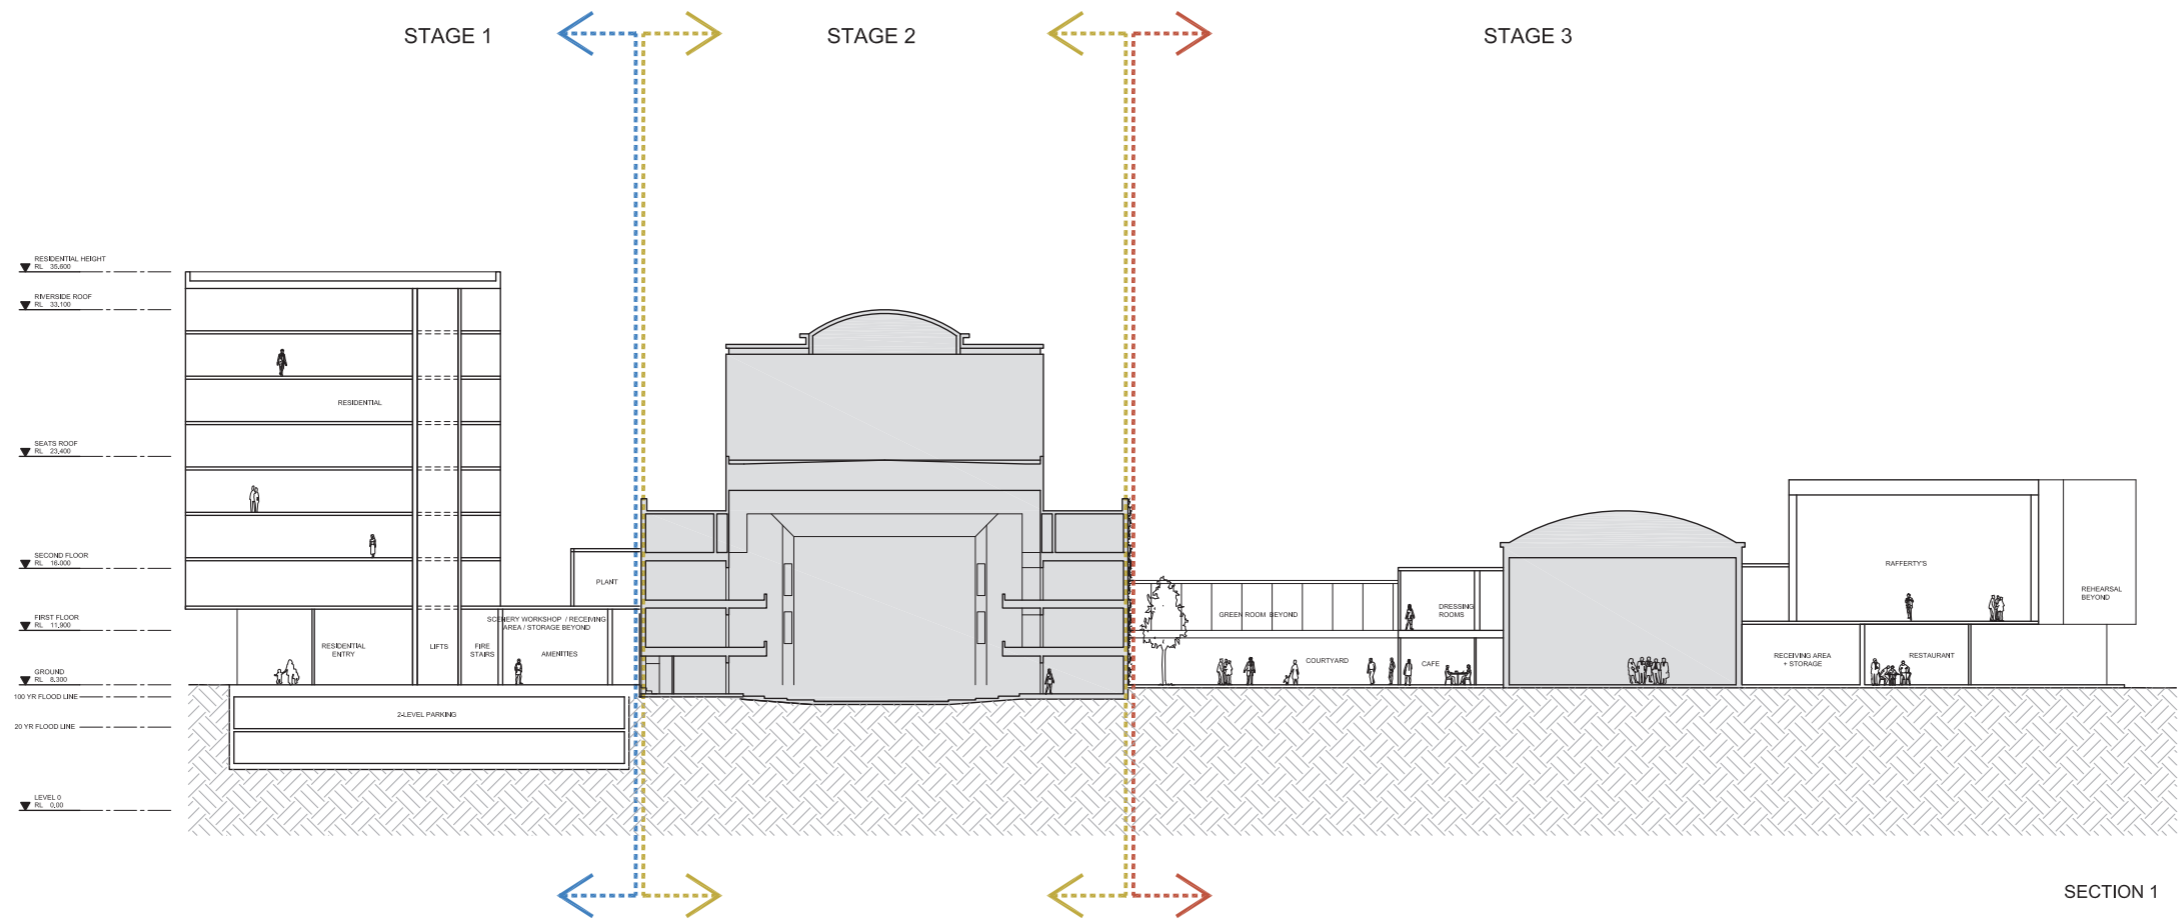 STAGE 1
STAGE 2
STAGE 3
RESIDENTIAL HEIGHT
RL 35,600
RIVERSIDE ROOF
RL 33,100
RESIDENTIAL
SEATS ROOF
RL 23,400
SECOND FLOOR
RL 16,000
PLANT
RAFFERTY'S
REHEARSAL
BEYOND
FIRST FLOOR
RL 11,900
SCENERY WORKSHOP / RECEIVING
AREA / STORAGE BEYOND
GREEN ROOM BEYOND
DRESSING
ROOMS
RESIDENTIAL
ENTRY
LIFTS
FIRE
STAIRS
AMENITIES
COURTYARD
CAFE
RECEIVING AREA
+ STORAGE
RESTAURANT
GROUND
RL 8,300
100 YR FLOOD LINE
2-LEVEL PARKING
20 YR FLOOD LINE
LEVEL 0
RL 0,00
SECTION 1